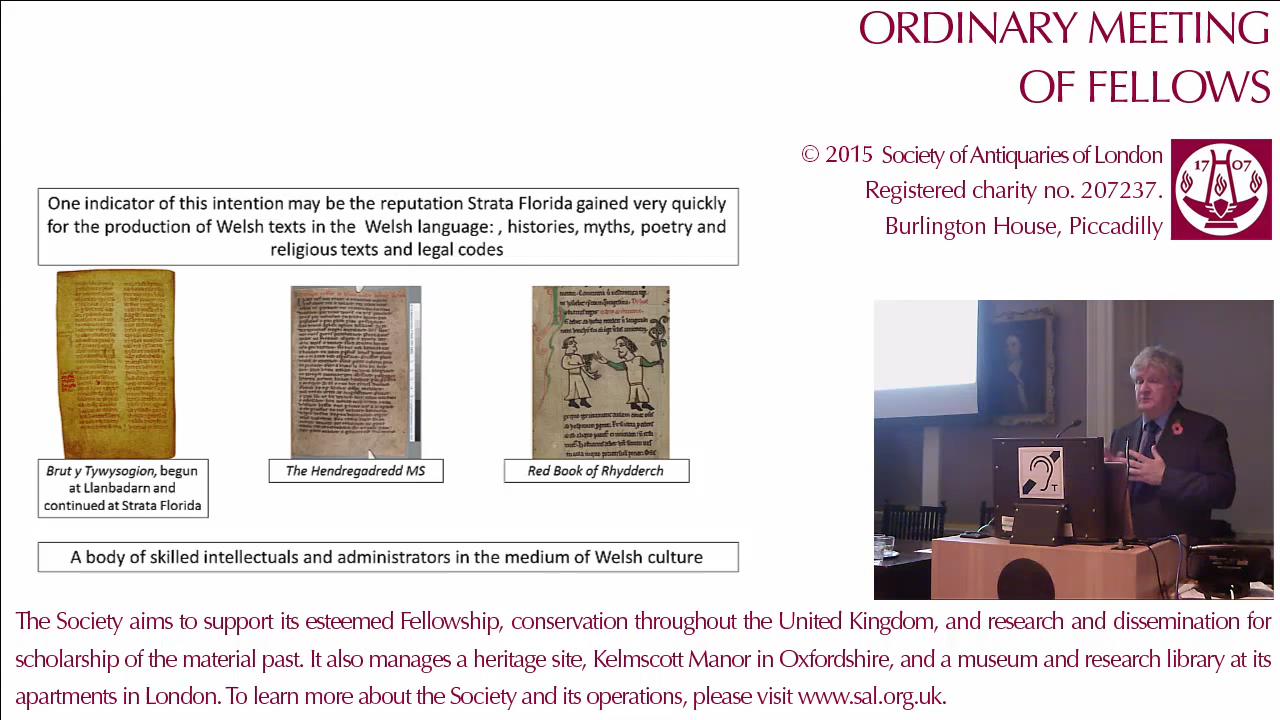 ORDINARY MEETING
OF FELLOWS
© 2015 Society of Antiquaries of London
Registered charity no. 207237.
Burlington House, Piccadilly
17 07
One indicator of this intention may be the reputation Strata Florida gained very quickly
for the production of Welsh texts in the Welsh language: , histories, myths, poetry and
religious texts and legal codes
Brut y Tywysogion, begun
at Llanbadarn and
continued at Strata Florida
The Hendregadredd MS
Red Book of Rhydderch
A body of skilled intellectuals and administrators in the medium of Welsh culture
T
The Society aims to support its esteemed Fellowship, conservation throughout the United Kingdom, and research and dissemination for
scholarship of the material past. It also manages a heritage site, Kelmscott Manor in Oxfordshire, and a museum and research library at its
apartments in London. To learn more about the Society and its operations, please visit www.sal.org.uk.